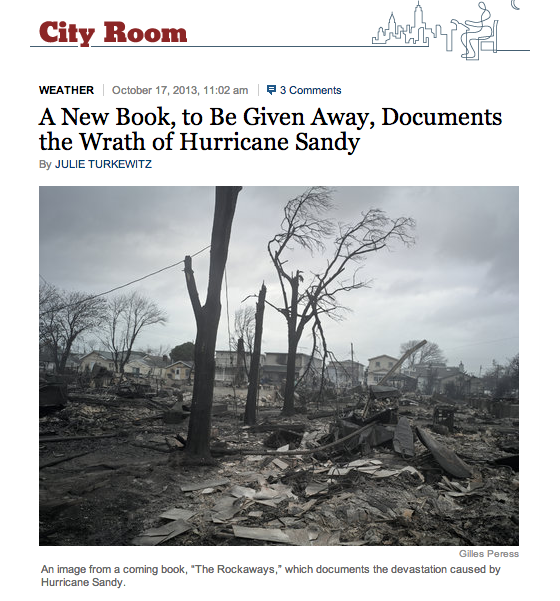 City Room
WEATHER October 17, 2013, 11:02 am 3 Comments
A New Book, to Be Given Away, Documents
the Wrath of Hurricane Sandy
By JULIE TURKEWITZ
Gilles Peress
An image from a coming book, "The Rockaways," which documents the devastation caused by
Hurricane Sandy.